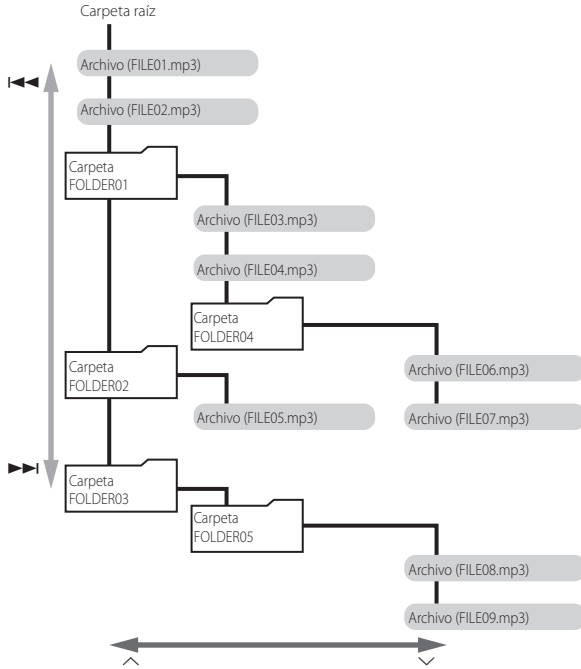 Carpeta raíz
Archivo (FILE01.mp3)
Archivo (FILE02.mp3)
Carpeta
FOLDER01
Archivo (FILE03.mp3)
Archivo (FILE04.mp3)
Carpeta
FOLDER04
Carpeta
FOLDER02
Archivo (FILE06.mp3)
Archivo (FILE05.mp3)
Archivo (FILE07.mp3)
Carpeta
FOLDER03
Carpeta
FOLDER05
Archivo (FILE08.mp3)
Archivo (FILE09.mp3)